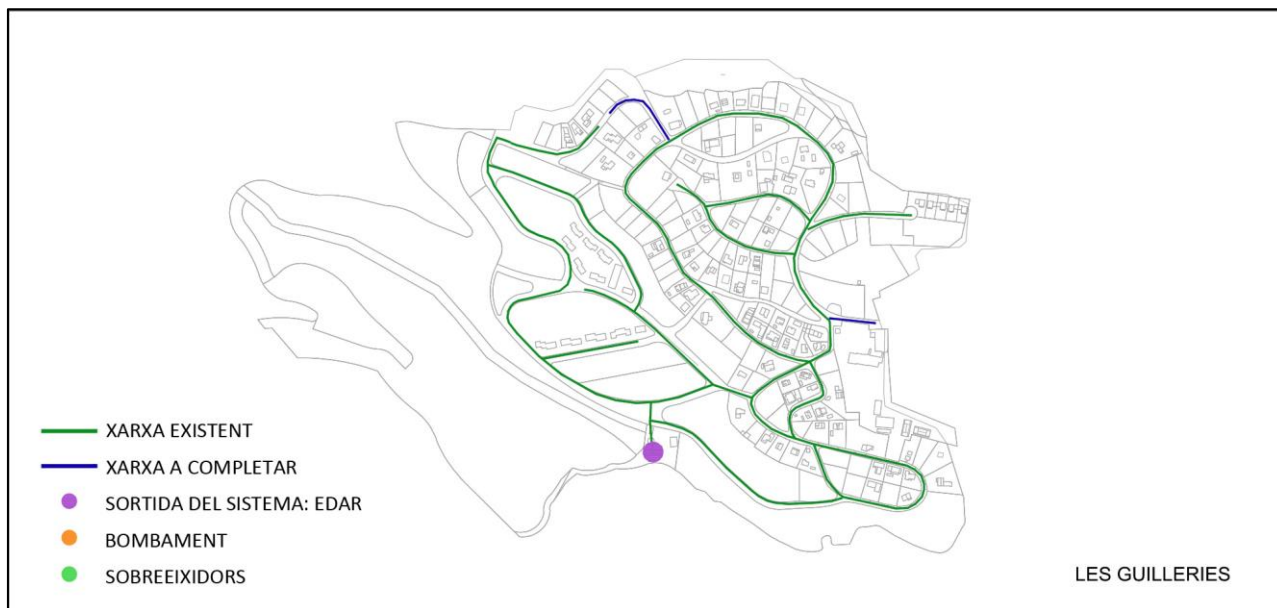 XARXA EXISTENT
XARXA A COMPLETAR
SORTIDA DEL SISTEMA: EDAR
BOMBAMENT
SOBREEIXIDORS
LES GUILLERIES